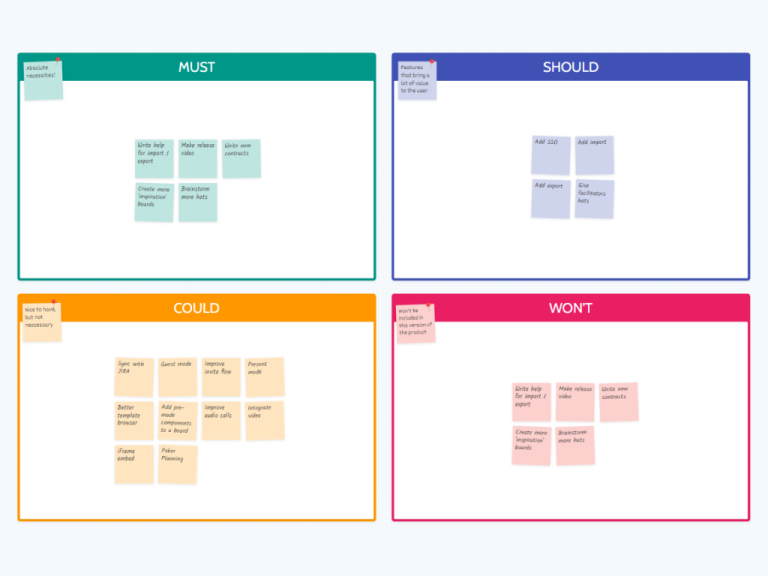 MUST
Absolute
necessities!
Write help
for import /
export
Make release
video
Write new
contracts
Create more
'inspiration'
boards
Brainstorm
more hats
SHOULD
Features
that bring a
lot of value
to the user
Add SSO
Add import
Add export
Give
facilitators
hats
COULD
Nice to have,
but not
neccessary
Sync with
JIRA
Guest mode
Improve
invite flow
Present
mode
Better
template
browser
Add pre-
made
components
to a board
Improve
audio calls
Integrate
video
iFrame
embed
Poker
Planning
WON'T
Won't be
included in
this version of
the product
Write help
for import /
export
Make release
video
Write new
contracts
Create more
'inspiration'
boards
Brainstorm
more hats